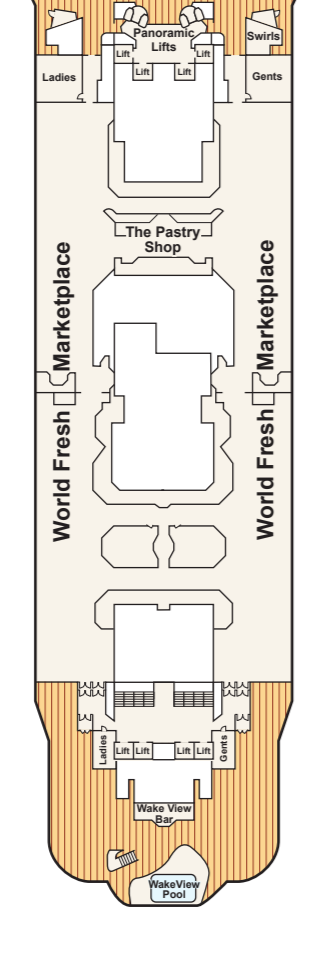 Panoramic
Lifts
Swirls
Lift
Lift
Lift
Lift
Ladies
Gents
The Pastry
Shop
World Fresh Marketplace
World Fresh Marketplace
Ladies
Lift
Lift
Lift
Lift
Gents
Wake View
Bar
WakeView
Pool